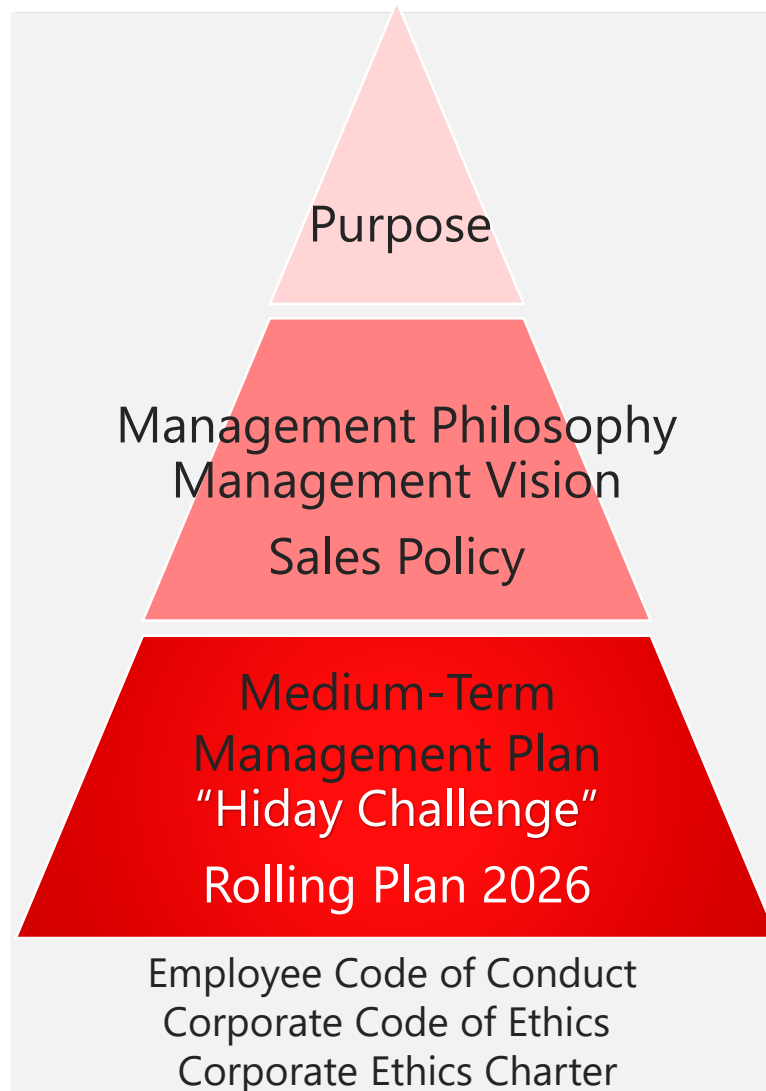 Purpose
Management Philosophy
Management Vision
Sales Policy
Medium-Term
Management Plan
“Hiday Challenge”
Rolling Plan 2026
Employee Code of Conduct
Corporate Code of Ethics
Corporate Ethics Charter